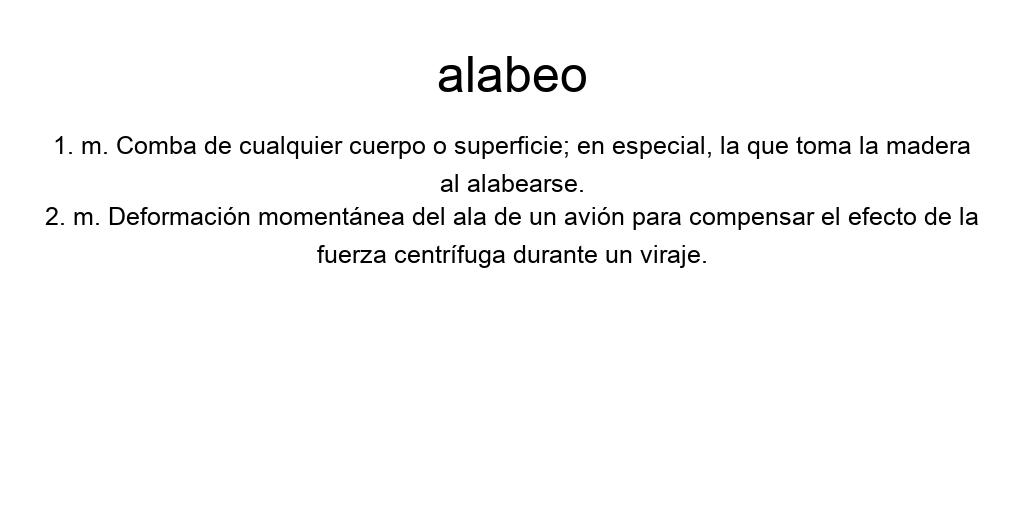 alabeo
1. m. Comba de cualquier cuerpo o superficie; en especial, la que toma la madera
al alabearse.
2. m. Deformación momentánea del ala de un avión para compensar el efecto de la
fuerza centrífuga durante un viraje.